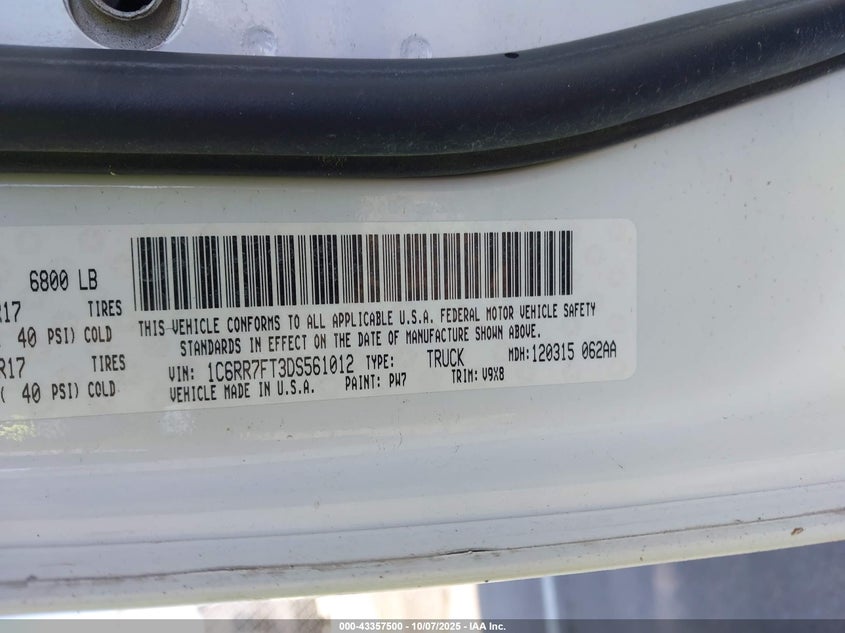 6800 LB
R17 TIRES
40 PSI) COLD
R17 TIRES
( 40 PSI) COLD
THIS VEHICLE CONFORMS TO ALL APPLICABLE U.S.A. FEDERAL MOTOR VEHICLE SAFETY
STANDARDS IN EFFECT ON THE DATE OF MANUFACTURE SHOWN ABOVE.
VIN: 1C6RR7FT3DS561012 TYPE: TRUCK MDH: 120315 062AA
VEHICLE MADE IN U.S.A. PAINT: PW7 TRIM: V9X8
000-43357500 - 10/07/2025 - IAA Inc.